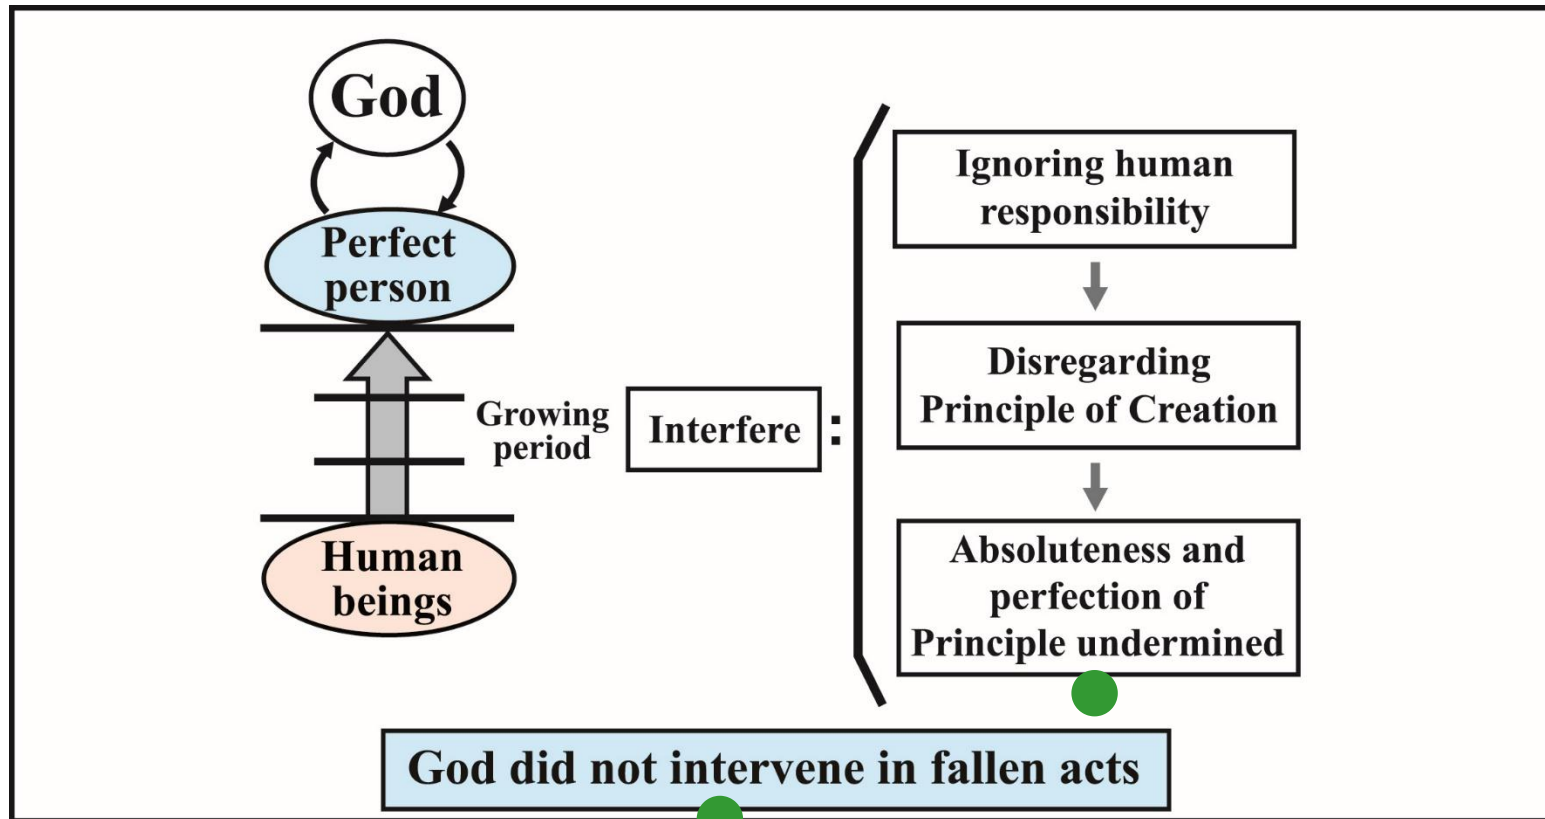 God
Perfect
person
Growing
period
Human
beings
Interfere
:
Ignoring human
responsibility
Disregarding
Principle of Creation
Absoluteness and
perfection of
Principle undermined
God did not intervene in fallen acts